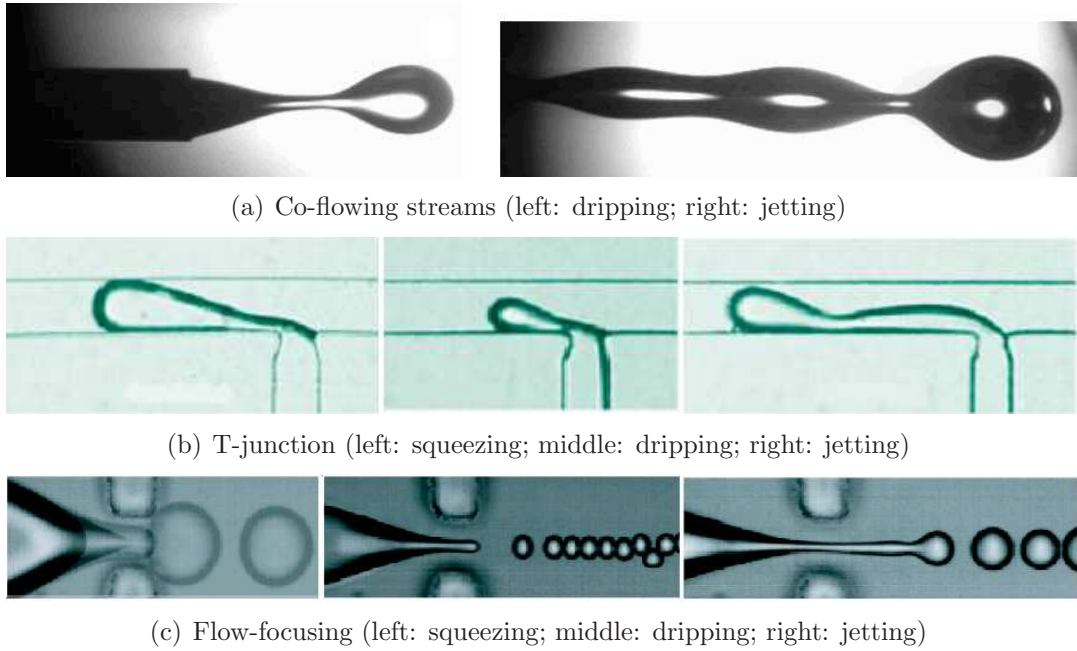 (a) Co-flowing streams (left: dripping; right: jetting)
(b) T-junction (left: squeezing; middle: dripping; right: jetting)
(c) Flow-focusing (left: squeezing; middle: dripping; right: jetting)